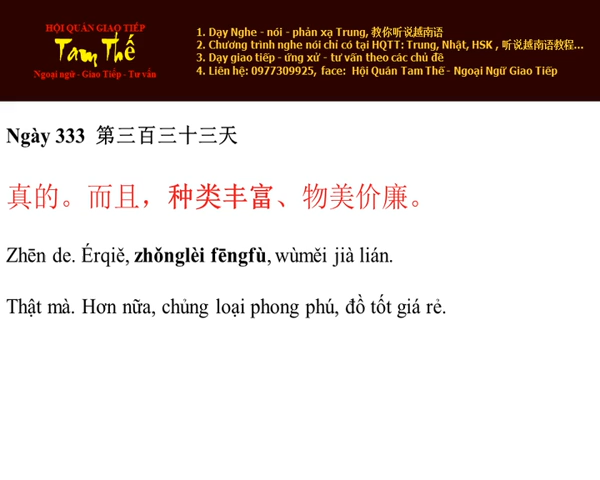 HỘI QUÁN GIAO TIẾP
Tam Thế
Ngoại ngữ - Giao Tiếp - Tư vấn
1. Dạy Nghe - nói - phản xạ Trung, 教你听说越南语
2. Chương trình nghe nói chỉ có tại HQTT: Trung, Nhật, HSK , 听说越南语教程...
3. Dạy giao tiếp - ứng xử - tư vấn theo các chủ đề
4. Liên hệ: 0977309925, face: Hội Quán Tam Thế - Ngoại Ngữ Giao Tiếp
Ngày 333 第三百三十三天
真的。而且，种类丰富、物美价廉。
Zhēn de. Érqiě, zhǒnglèi fēngfù, wùměi jià lián.
Thật mà. Hơn nữa, chủng loại phong phú, đồ tốt giá rẻ.